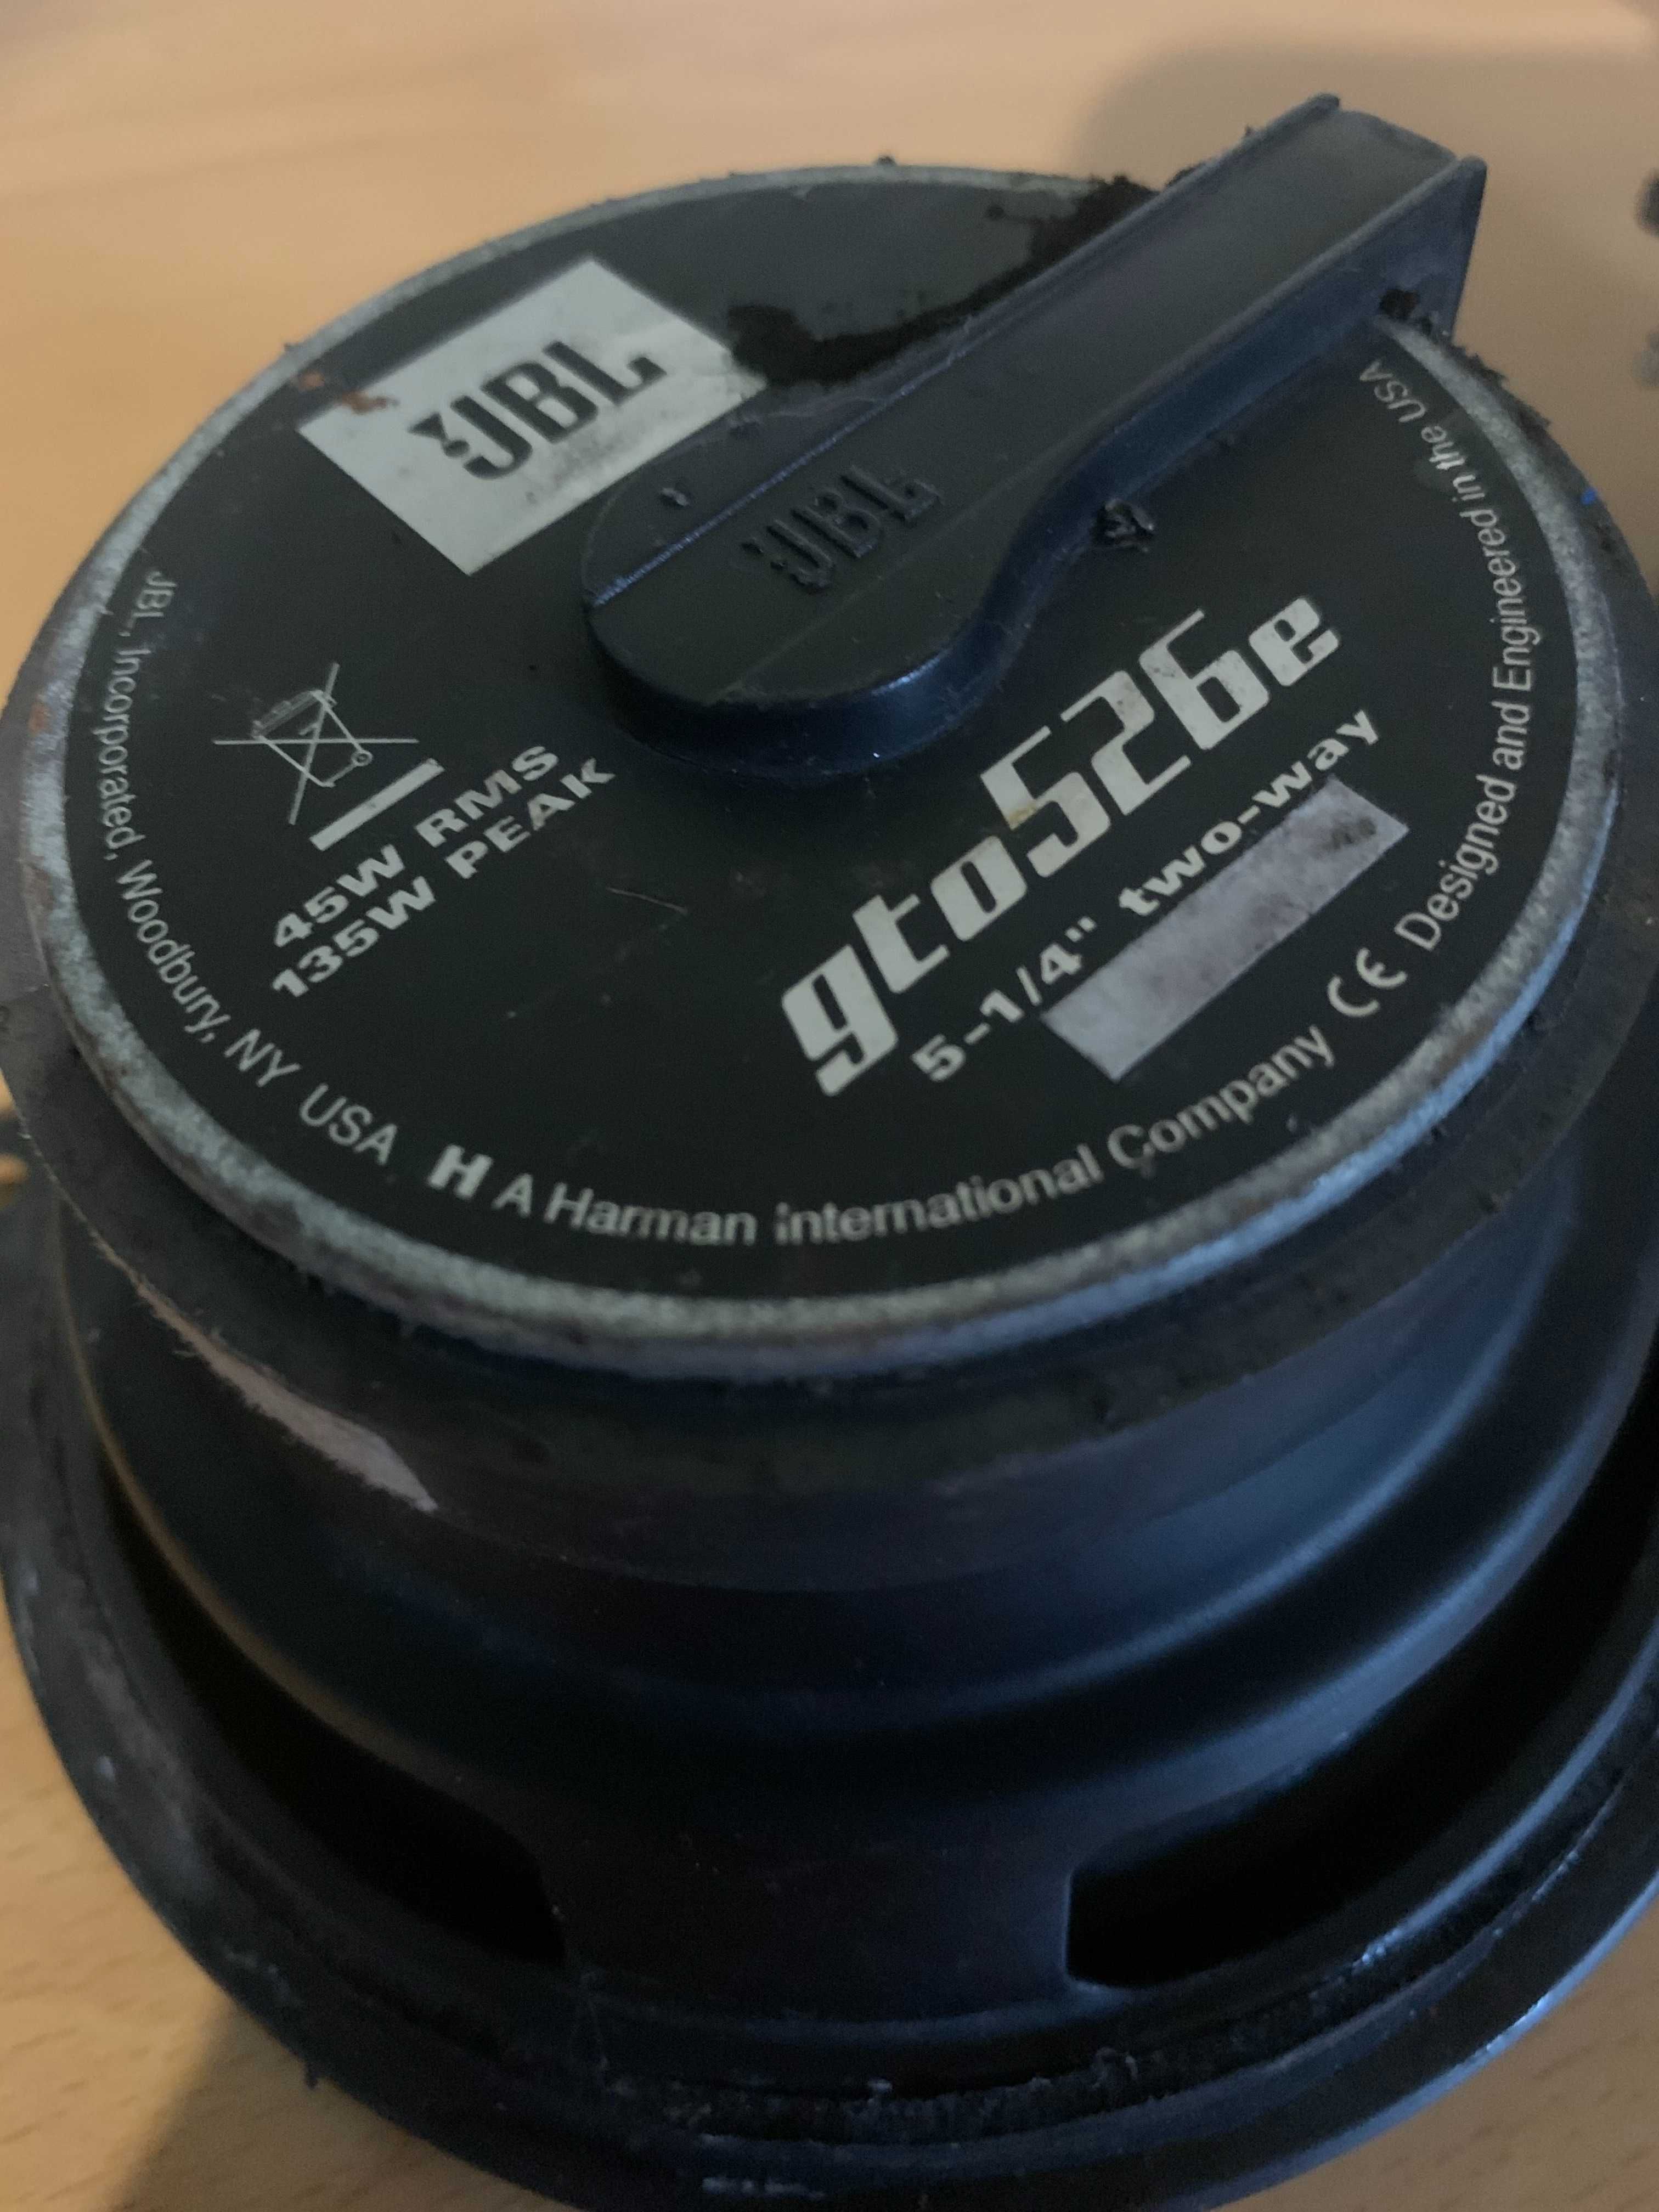 JBL
JBL
gto526e
5-1/4" two-way
45W RMS
135W PEAK
JBL, Incorporated, Woodbury, NY USA H A Harman International Company CE Designed and Engineered in the USA